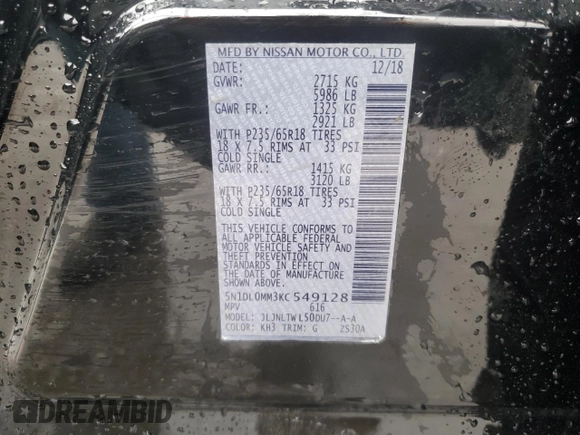 MFD BY NISSAN MOTOR CO., LTD
DATE: 12/18
GVWR: 2715 KG
5986 LB
GAWR FR.: 1325 KG
2921 LB
WITH P235/65R18 TIRES
18 X 7.5 RIMS AT 33 PSI
COLD SINGLE
GAWR RR.: 1415 KG
3120 LB
WITH P235/65R18 TIRES
18 X 7.5 RIMS AT 33 PSI
COLD SINGLE
THIS VEHICLE CONFORMS TO
ALL APPLICABLE FEDERAL
MOTOR VEHICLE SAFETY AND
THEFT PREVENTION
STANDARDS IN EFFECT ON
THE DATE OF MANUFACTURE
SHOWN ABOVE.
5N1DL0MM3KC549128
MPV 616
MODEL: JLJNLTWL50DU7--A-A
COLOR: KH3 TRIM: G 2S30A
DREAMBID